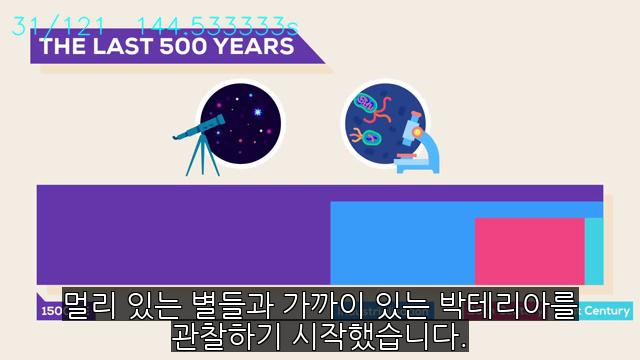 31/121 144.533333s
THE LAST 500 YEARS
멀리 있는 별들과 가까이 있는 박테리아를
관찰하기 시작했습니다.
Century